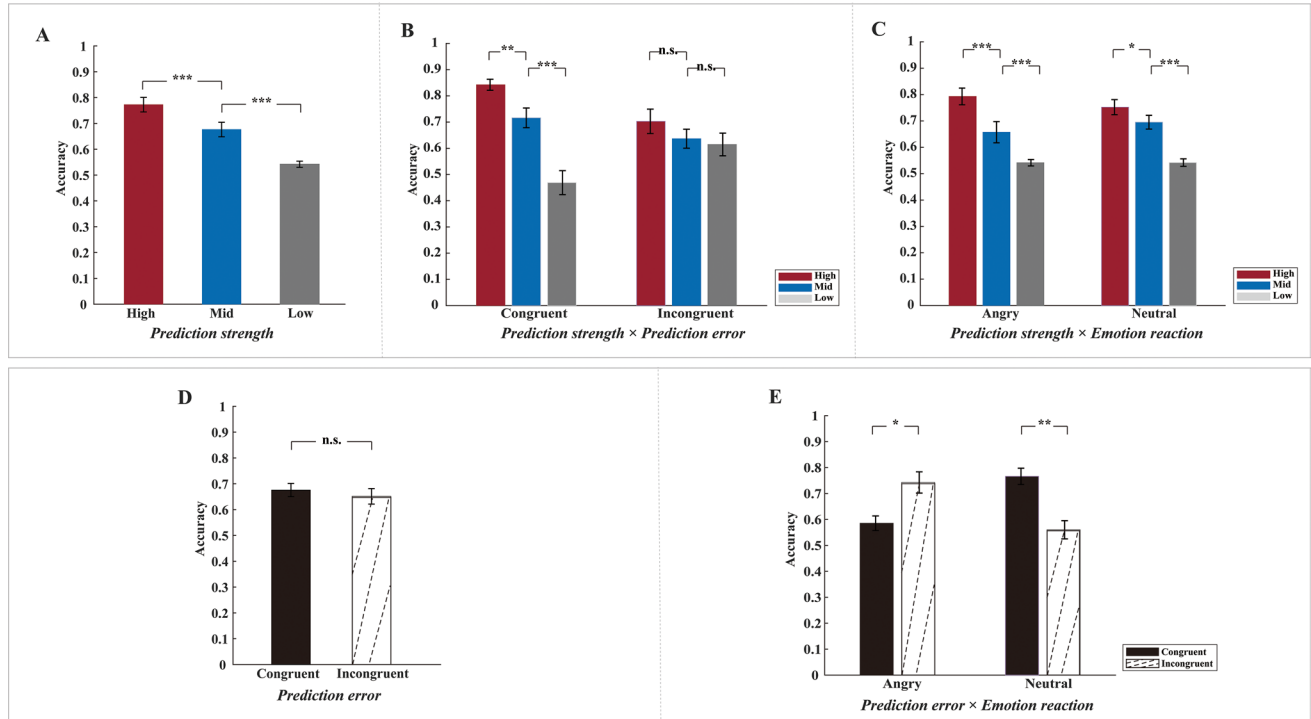 A
1
0.9
0.8
0.7
0.6
0.5
0.4
0.3
0.2
0.1
0
Accuracy
***
***
High Mid Low
Prediction strength
B
1
0.9
0.8
0.7
0.6
0.5
0.4
0.3
0.2
0.1
0
Accuracy
**
***
n.s.
n.s.
High
Mid
Low
Congruent Incongruent
Prediction strength × Prediction error
C
1
0.9
0.8
0.7
0.6
0.5
0.4
0.3
0.2
0.1
0
Accuracy
***
***
*
***
High
Mid
Low
Angry Neutral
Prediction strength × Emotion reaction
D
1
0.9
0.8
0.7
0.6
0.5
0.4
0.3
0.2
0.1
0
Accuracy
n.s.
Congruent Incongruent
Prediction error
E
1
0.9
0.8
0.7
0.6
0.5
0.4
0.3
0.2
0.1
0
Accuracy
*
**
Congruent
Incongruent
Angry Neutral
Prediction error × Emotion reaction